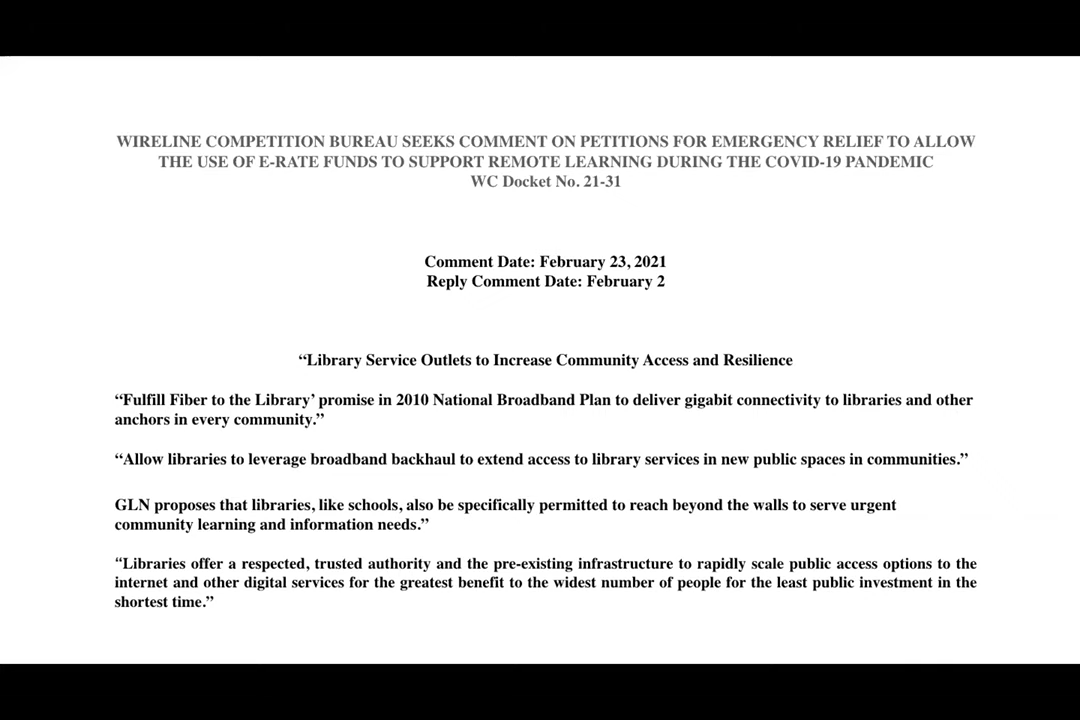 WIRELINE COMPETITION BUREAU SEEKS COMMENT ON PETITIONS FOR EMERGENCY RELIEF TO ALLOW
THE USE OF E-RATE FUNDS TO SUPPORT REMOTE LEARNING DURING THE COVID-19 PANDEMIC
WC Docket No. 21-31
Comment Date: February 23, 2021
Reply Comment Date: February 2
“Library Service Outlets to Increase Community Access and Resilience
“Fulfill Fiber to the Library’ promise in 2010 National Broadband Plan to deliver gigabit connectivity to libraries and other
anchors in every community.”
“Allow libraries to leverage broadband backhaul to extend access to library services in new public spaces in communities.”
GLN proposes that libraries, like schools, also be specifically permitted to reach beyond the walls to serve urgent
community learning and information needs.”
“Libraries offer a respected, trusted authority and the pre-existing infrastructure to rapidly scale public access options to the
internet and other digital services for the greatest benefit to the widest number of people for the least public investment in the
shortest time.”